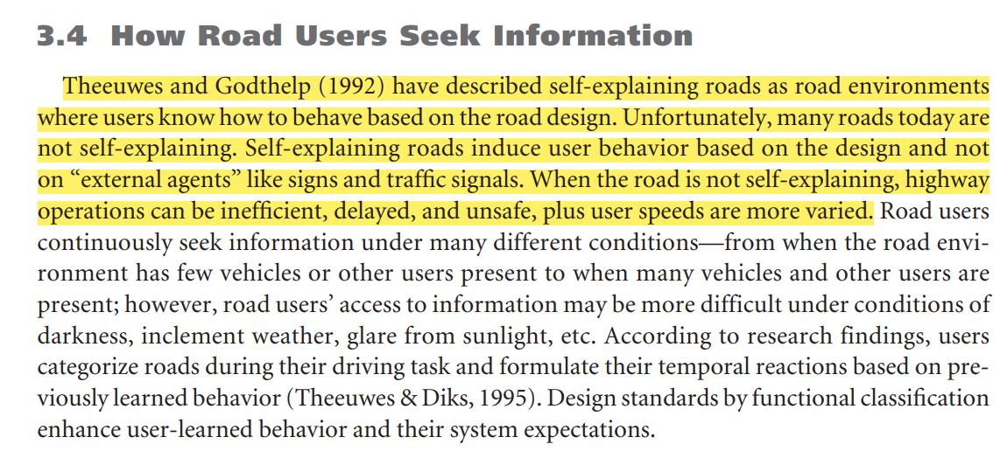 3.4 How Road Users Seek Information
Theeuwes and Godthelp (1992) have described self-explaining roads as road environments
where users know how to behave based on the road design. Unfortunately, many roads today are
not self-explaining. Self-explaining roads induce user behavior based on the design and not
on “external agents” like signs and traffic signals. When the road is not self-explaining, highway
operations can be inefficient, delayed, and unsafe, plus user speeds are more varied. Road users
continuously seek information under many different conditions—from when the road envi-
ronment has few vehicles or other users present to when many vehicles and other users are
present; however, road users’ access to information may be more difficult under conditions of
darkness, inclement weather, glare from sunlight, etc. According to research findings, users
categorize roads during their driving task and formulate their temporal reactions based on pre-
viously learned behavior (Theeuwes & Diks, 1995). Design standards by functional classification
enhance user-learned behavior and their system expectations.